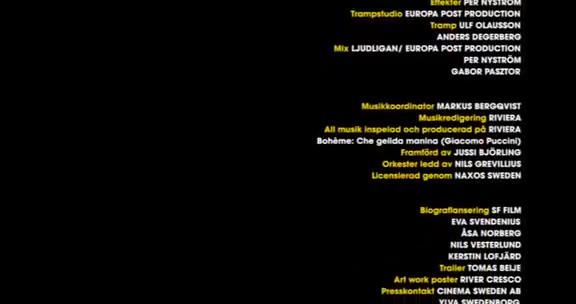 Effekter PER NYSTRÖM
Trampstudio EUROPA POST PRODUCTION
Tramp ULF OLAUSSON
ANDERS DEGERBERG
Mix LJUDLIGAN/ EUROPA POST PRODUCTION
PER NYSTRÖM
GABOR PASZTOR
Musikkoordinator MARKUS BERGQVIST
Musikredigering RIVIERA
All musik inspelad och producerad på RIVIERA
Bohème: Che gelida manina (Giacomo Puccini)
Framförd av JUSSI BJÖRLING
Orkester ledd av NILS GREVILLIUS
Licensierad genom NAXOS SWEDEN
Biograflansering SF FILM
EVA SVENDENIUS
ÅSA NORBERG
NILS VESTERLUND
KERSTIN LOFJÄRD
Trailer TOMAS BEIJE
Art work poster RIVER CRESCO
Presskontakt CINEMA SWEDEN AB
YLVA SWEDENBORG